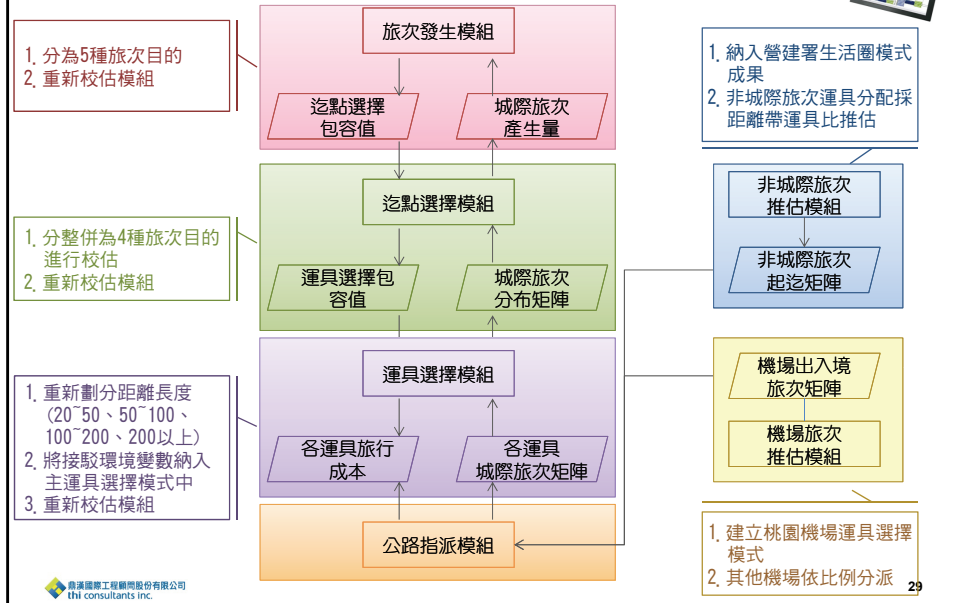 旅次發生模組
1. 分為5種旅次目的
2. 重新校估模組
迄點選擇
包容值
城際旅次
產生量
1. 納入營建署生活圈模式
成果
2. 非城際旅次運具分配採
距離帶運具比推估
迄點選擇模組
1. 分整併為4種旅次目的
進行校估
2. 重新校估模組
運具選擇包
容值
城際旅次
分布矩陣
非城際旅次
推估模組
非城際旅次
起迄矩陣
運具選擇模組
1. 重新劃分距離長度
(20~50、50~100、
100~200、200以上)
2. 將接駁環境變數納入
主運具選擇模式中
3. 重新校估模組
各運具旅行
成本
各運具
城際旅次矩陣
機場出入境
旅次矩陣
機場旅次
推估模組
公路指派模組
1. 建立桃園機場運具選擇
模式
2. 其他機場依比例分派
鼎漢國際工程顧問股份有限公司
thi consultants inc.
29